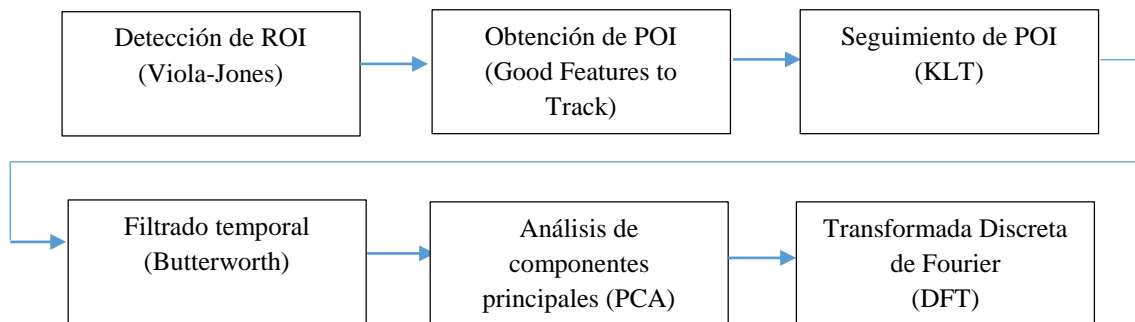 Detección de ROI
(Viola-Jones)
Obtención de POI
(Good Features to
Track)
Seguimiento de POI
(KLT)
Filtrado temporal
(Butterworth)
Análisis de
componentes
principales (PCA)
Transformada Discreta
de Fourier
(DFT)